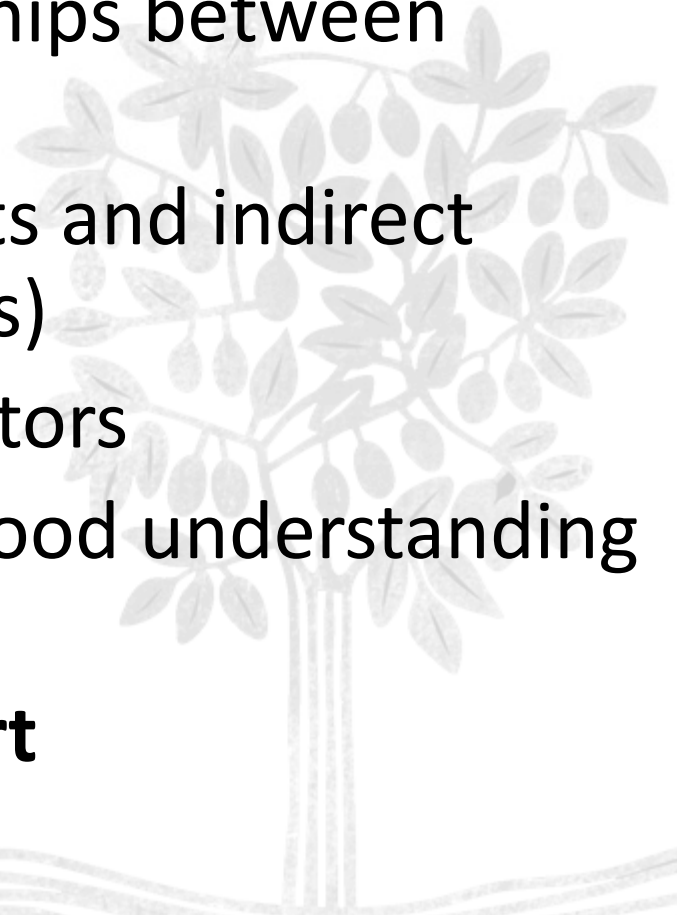 hips between
ts and indirect
s)
tors
ood understanding
rt